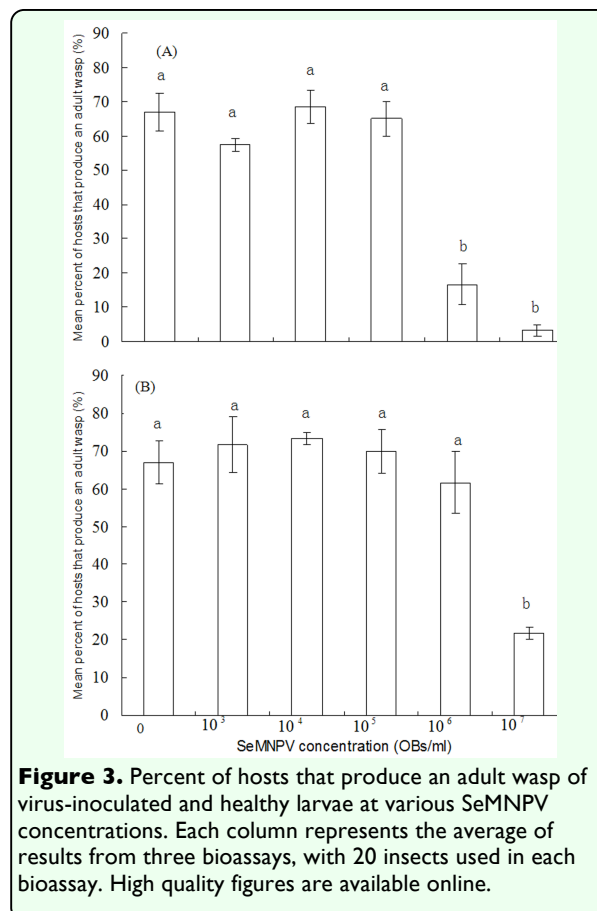 (A)
Mean percent of hosts that produce an adult wasp (%)
90
80
70
60
50
40
30
20
10
0
a
a
a
a
b
b
(B)
Mean percent of hosts that produce an adult wasp (%)
90
80
70
60
50
40
30
20
10
0
a
a
a
a
a
b
0 10³ 10⁴ 10⁵ 10⁶ 10⁷
SeMNPV concentration (OBs/ml)
Figure 3. Percent of hosts that produce an adult wasp of
virus-inoculated and healthy larvae at various SeMNPV
concentrations. Each column represents the average of
results from three bioassays, with 20 insects used in each
bioassay. High quality figures are available online.